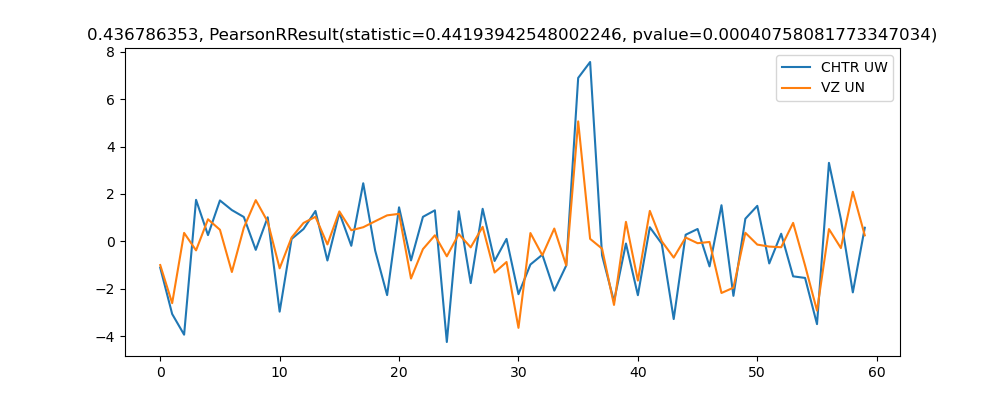 0.436786353, PearsonRResult(statistic=0.44193942548002246, pvalue=0.00040758081773347034)
CHTR UW
VZ UN
8
6
4
2
0
−2
−4
0 10 20 30 40 50 60